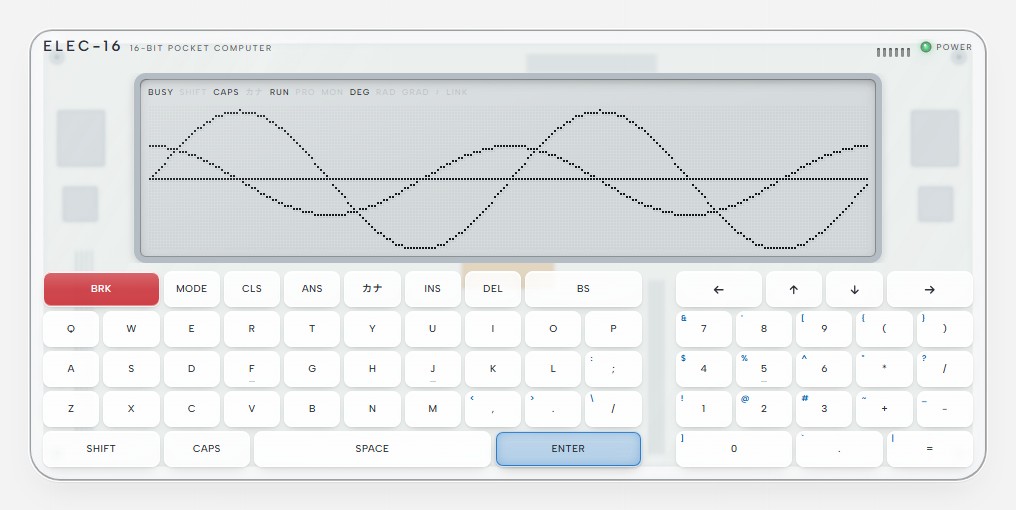 ELEC-16 16-BIT POCKET COMPUTER POWER
BUSY SHIFT CAPS カナ RUN PRO MON DEG RAD GRAD LINK
BRK MODE CLS ANS カナ INS DEL BS ← ↑ ↓ →
Q W E R T Y U I O P & 7 ' 8 [ 9 { ( } )
A S D F G H J K L : ; $ 4 % 5 ^ 6 " * ? /
Z X C V B N M < , > . \ / ! 1 @ 2 # 3 ~ + _ -
SHIFT CAPS SPACE ENTER ] 0 ` . | =